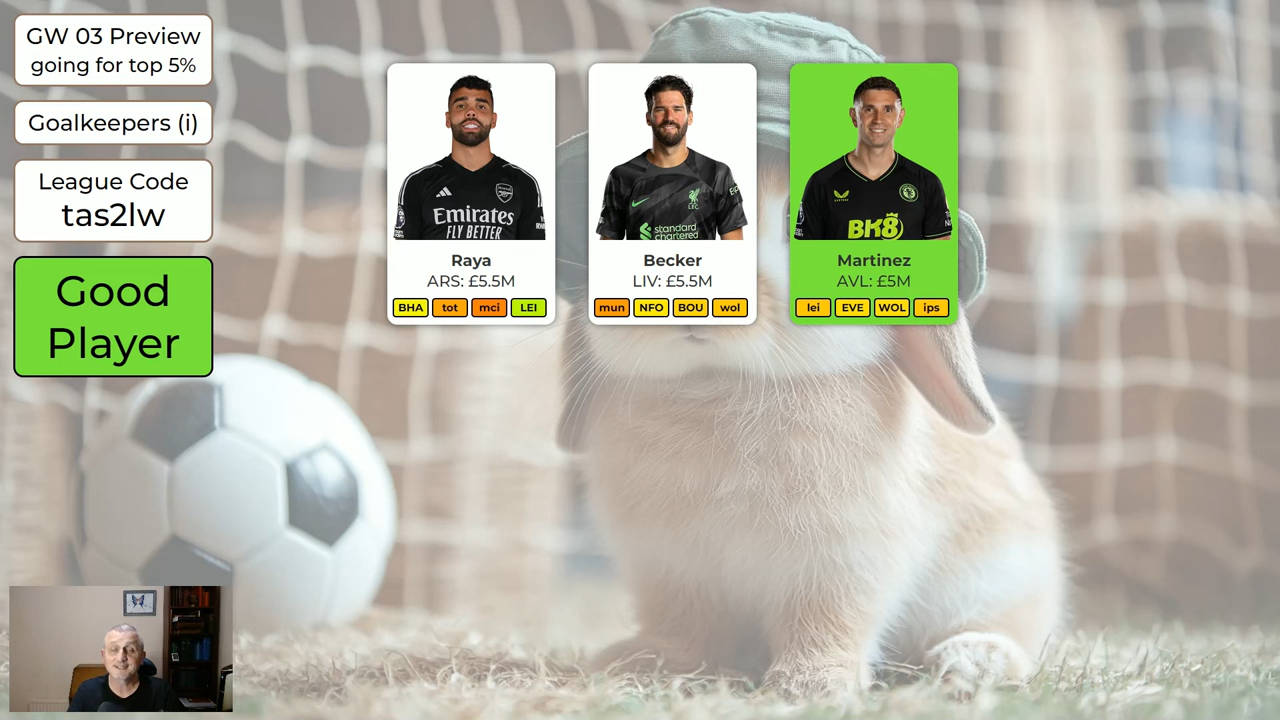 GW 03 Preview
going for top 5%
Goalkeepers (i)
League Code
tas2lw
Good
Player
Emirates
FLY BETTER
Raya
ARS: £5.5M
BHA tot mci LEI
standard
chartered
Becker
LIV: £5.5M
mun NFO BOU wol
BK8
Martinez
AVL: £5M
lei EVE WOL ips